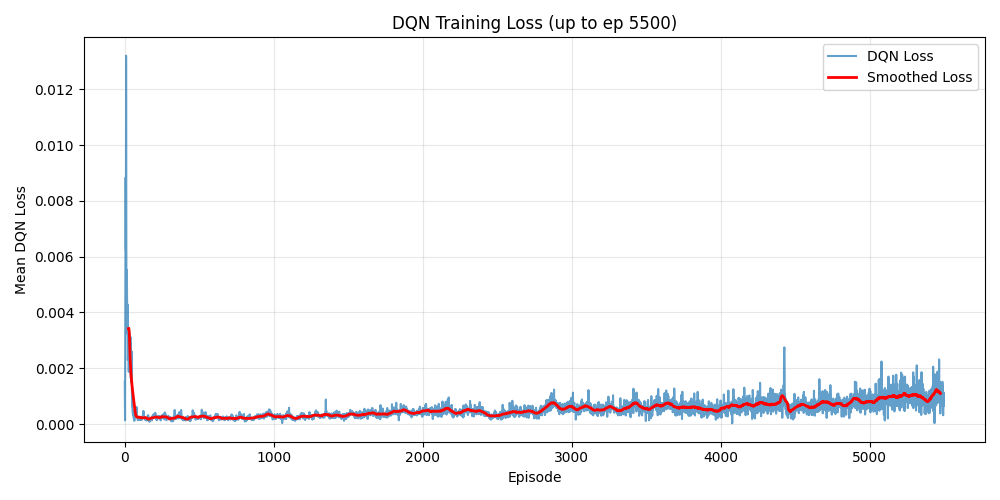 DQN Training Loss (up to ep 5500)
DQN Loss
Smoothed Loss
Mean DQN Loss
0.012
0.010
0.008
0.006
0.004
0.002
0.000
0 1000 2000 3000 4000 5000
Episode